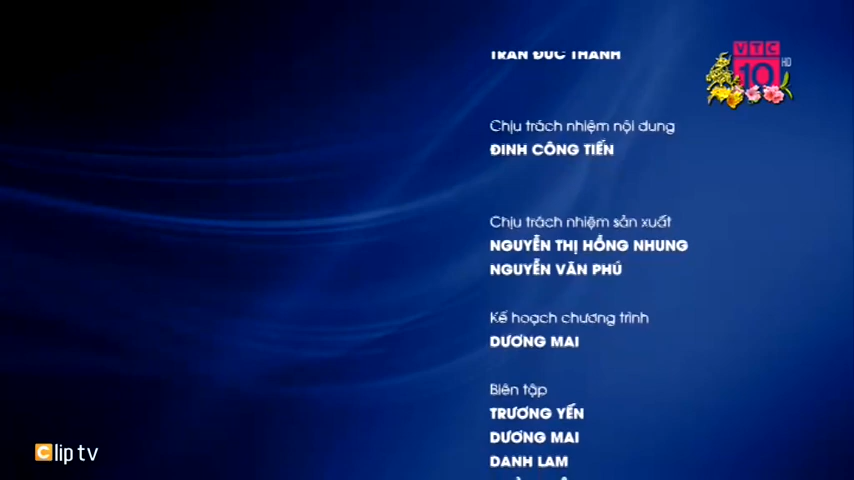 TRẦN ĐỨC THÀNH
VTC
10
HD
Chịu trách nhiệm nội dung
ĐINH CÔNG TIẾN
Chịu trách nhiệm sản xuất
NGUYỄN THỊ HỒNG NHUNG
NGUYỄN VĂN PHÚ
Kế hoạch chương trình
DƯƠNG MAI
Biên tập
TRƯƠNG YẾN
DƯƠNG MAI
DANH LAM
Clip tv